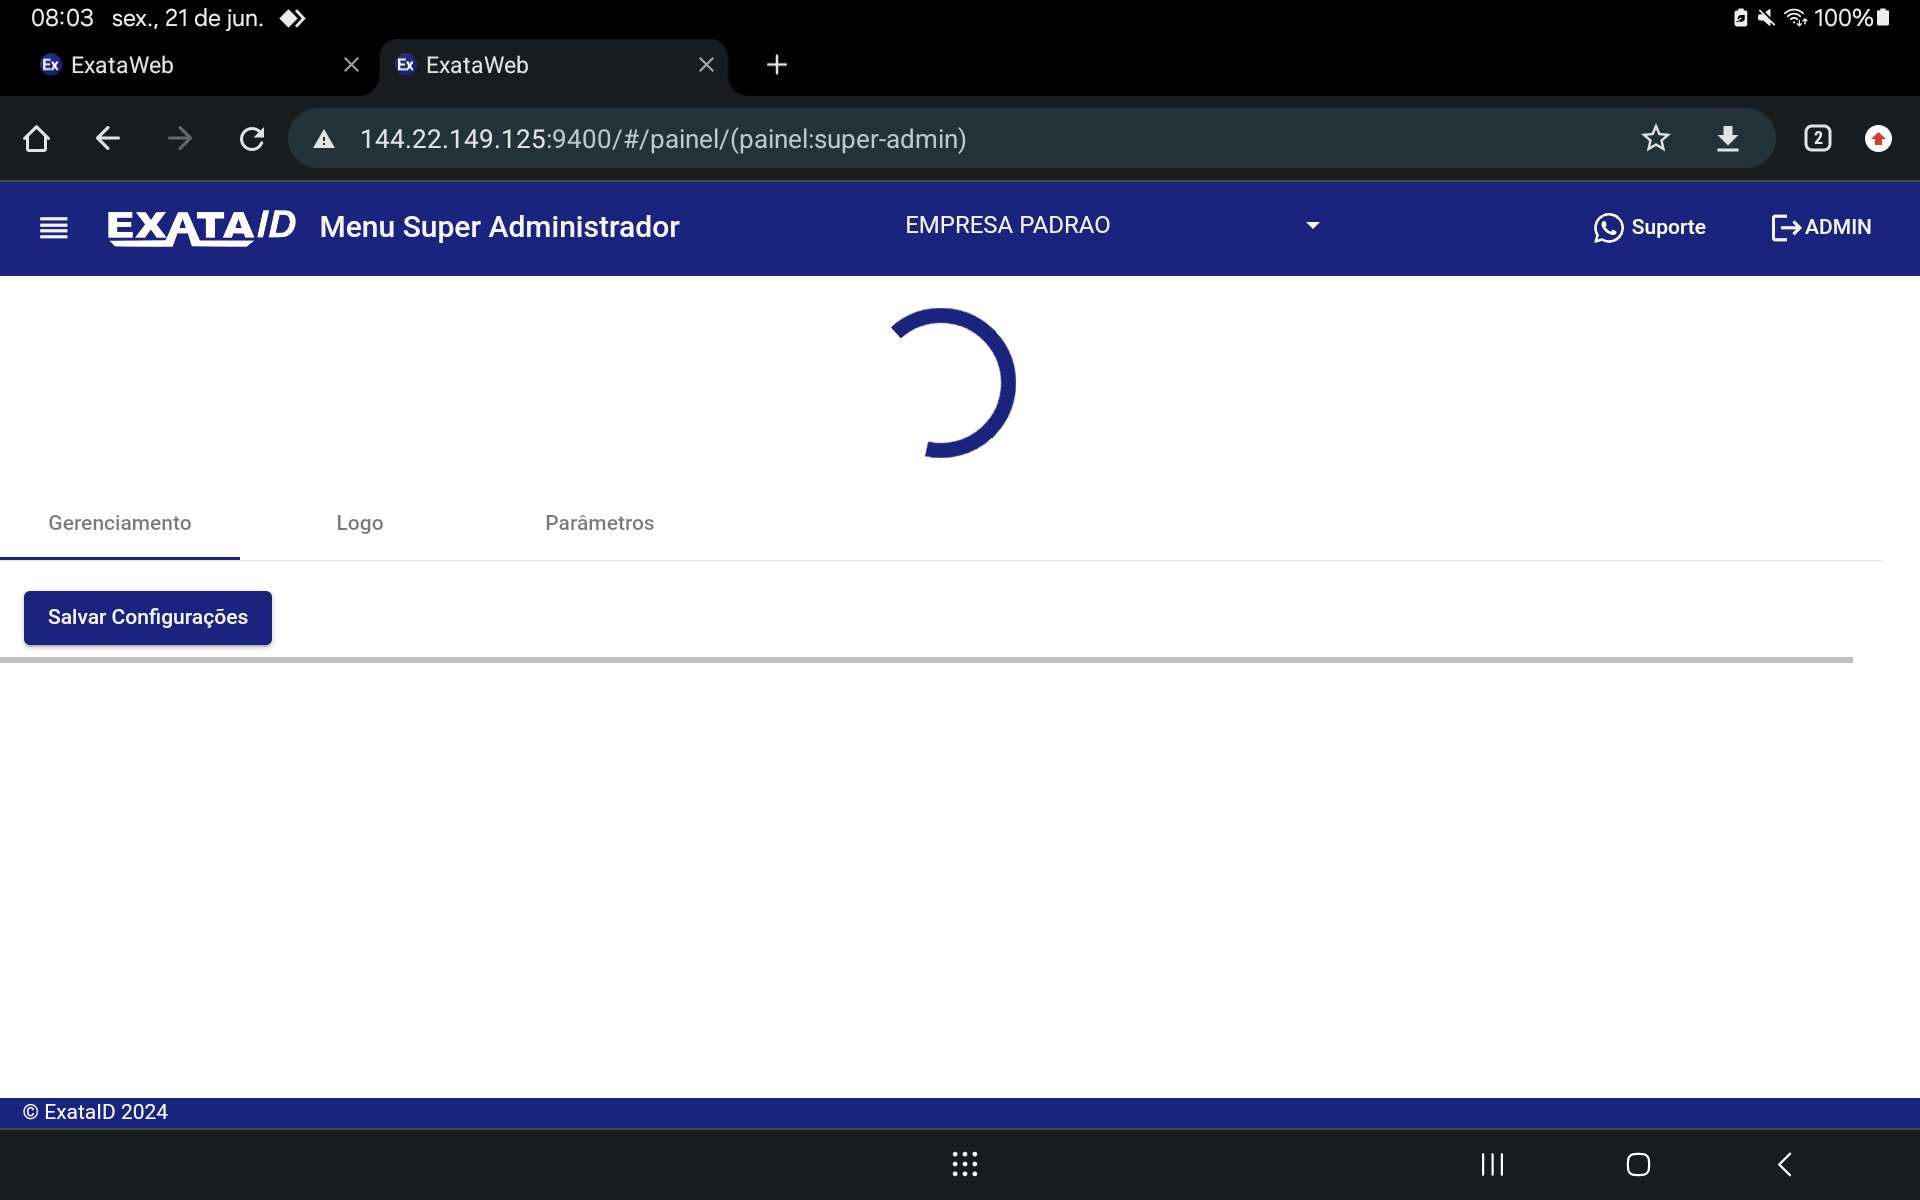 08:03 sex., 21 de jun. 100%
Ex ExataWeb
Ex ExataWeb
144.22.149.125:9400/#/painel/(painel:super-admin)
2
EXATAID Menu Super Administrador EMPRESA PADRAO Suporte ADMIN
Gerenciamento Logo Parâmetros
Salvar Configurações
© ExataID 2024